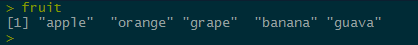 > fruit
[1] "apple"  "orange" "grape"  "banana" "guava"
>